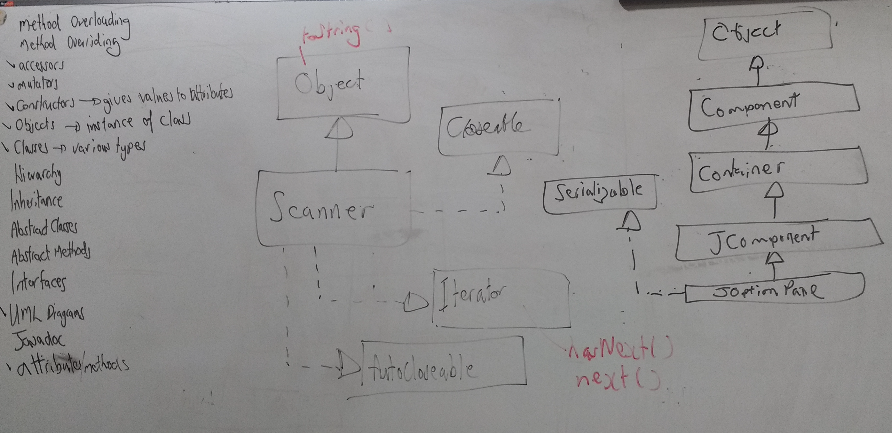 method Overloading
method Overiding
accessors
mutators
Constructors → gives values to attributes
Objects → instance of class
Classes → various types
Hierarchy
Inheritance
Abstract Classes
Abstract Methods
Interfaces
UML Diagrams
Javadoc
attributes/methods
toString
Object
Closeable
Scanner
Iterator
AutoCloseable
hasNext()
next()
Object
Component
Container
Serializable
JComponent
JOptionPane